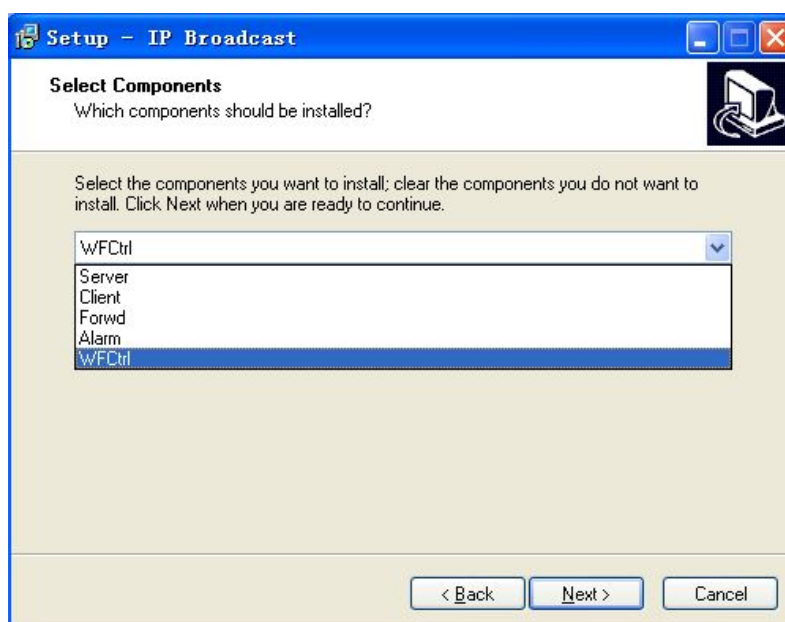 Setup - IP Broadcast
Select Components
Which components should be installed?
Select the components you want to install; clear the components you do not want to
install. Click Next when you are ready to continue.
WFCtrl
Server
Client
Forwd
Alarm
WFCtrl
< Back
Next >
Cancel